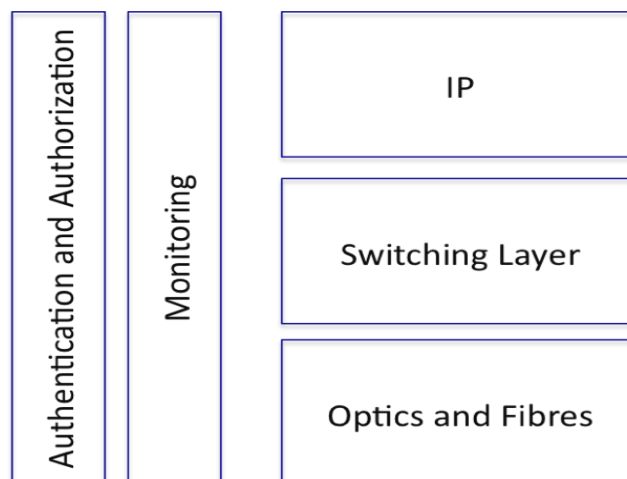 Authentication and Authorization
Monitoring
IP
Switching Layer
Optics and Fibres